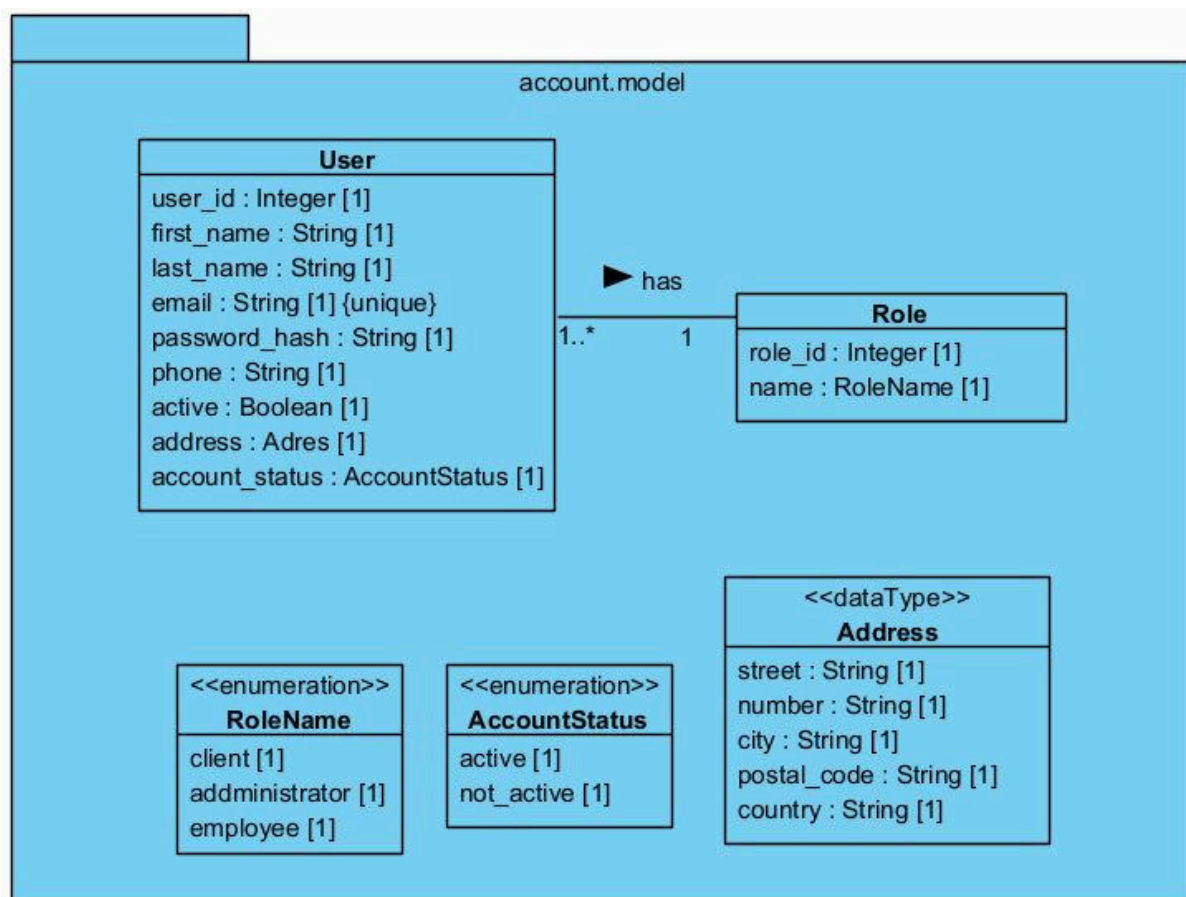 account.model
User
user_id : Integer [1]
first_name : String [1]
last_name : String [1]
email : String [1] {unique}
password_hash : String [1]
phone : String [1]
active : Boolean [1]
address : Adres [1]
account_status : AccountStatus [1]
has
1..* 1
Role
role_id : Integer [1]
name : RoleName [1]
<<enumeration>>
RoleName
client [1]
addministrator [1]
employee [1]
<<enumeration>>
AccountStatus
active [1]
not_active [1]
<<dataType>>
Address
street : String [1]
number : String [1]
city : String [1]
postal_code : String [1]
country : String [1]